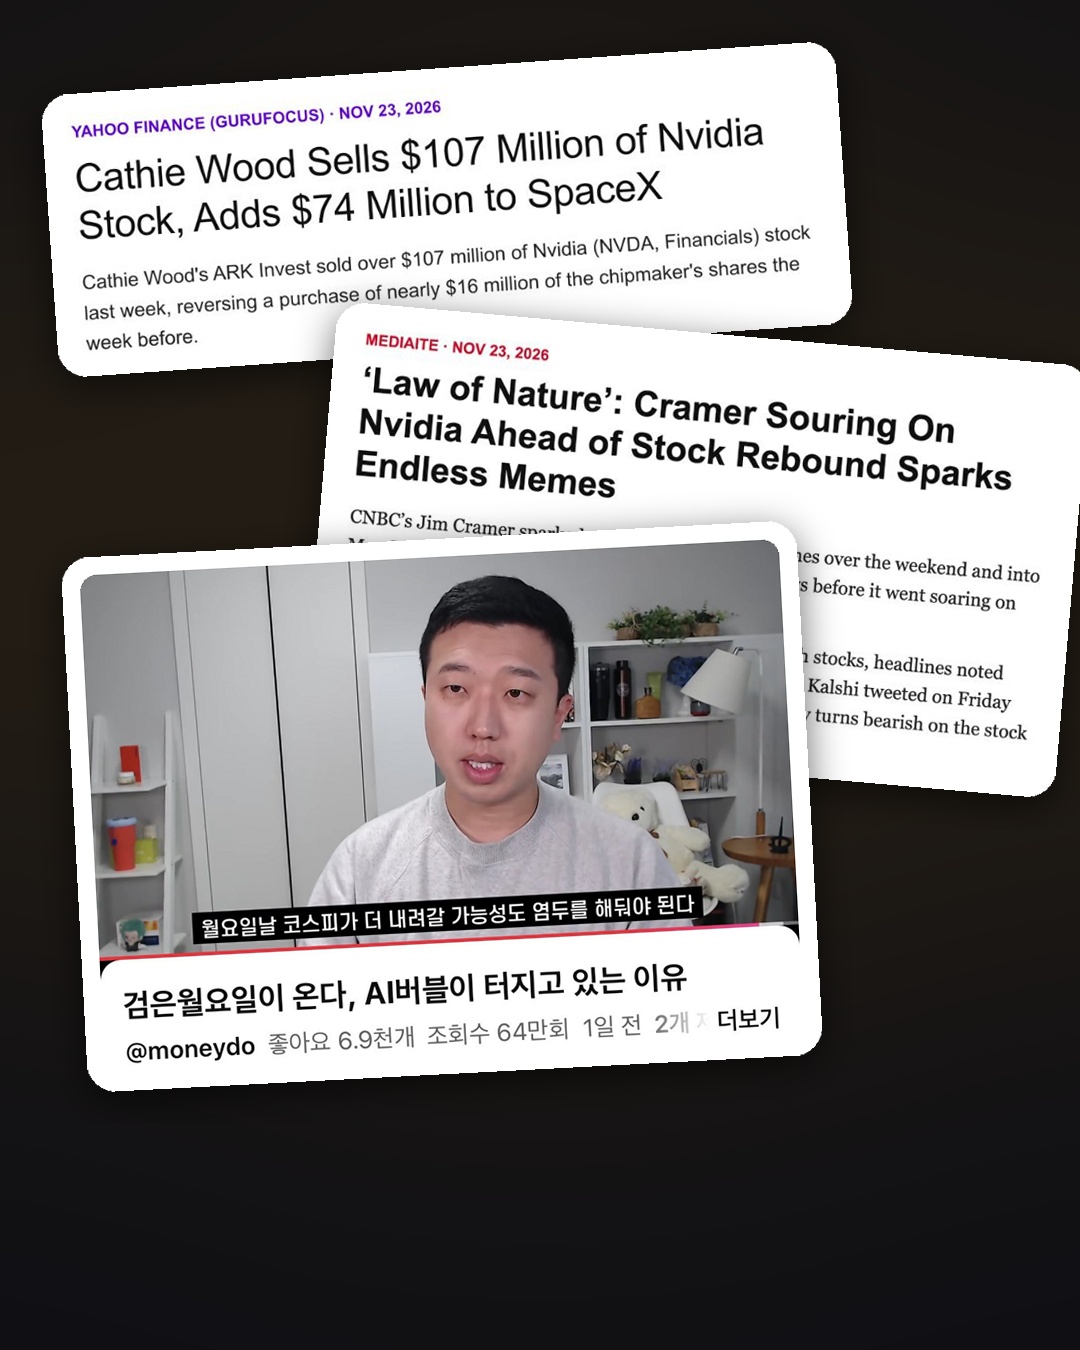 YAHOO FINANCE (GURUFOCUS) · NOV 23, 2026
Cathie Wood Sells $107 Million of Nvidia
Stock, Adds $74 Million to SpaceX
Cathie Wood's ARK Invest sold over $107 million of Nvidia (NVDA, Financials) stock
last week, reversing a purchase of nearly $16 million of the chipmaker's shares the
week before.
MEDIAITE · NOV 23, 2026
‘Law of Nature’: Cramer Souring On
Nvidia Ahead of Stock Rebound Sparks
Endless Memes
CNBC’s Jim Cramer
over the weekend and into
before it went soaring on
stocks, headlines noted
Kalshi tweeted on Friday
turns bearish on the stock
월요일날 코스피가 더 내려갈 가능성도 염두를 해둬야 된다
검은월요일이 온다, AI버블이 터지고 있는 이유
@moneydo 좋아요 6.9천개 조회수 64만회 1일 전 2개 더보기